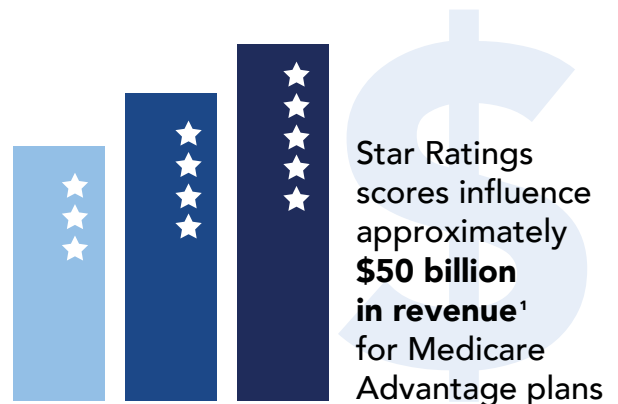 $
Star Ratings
scores influence
approximately
$50 billion
in revenue¹
for Medicare
Advantage plans